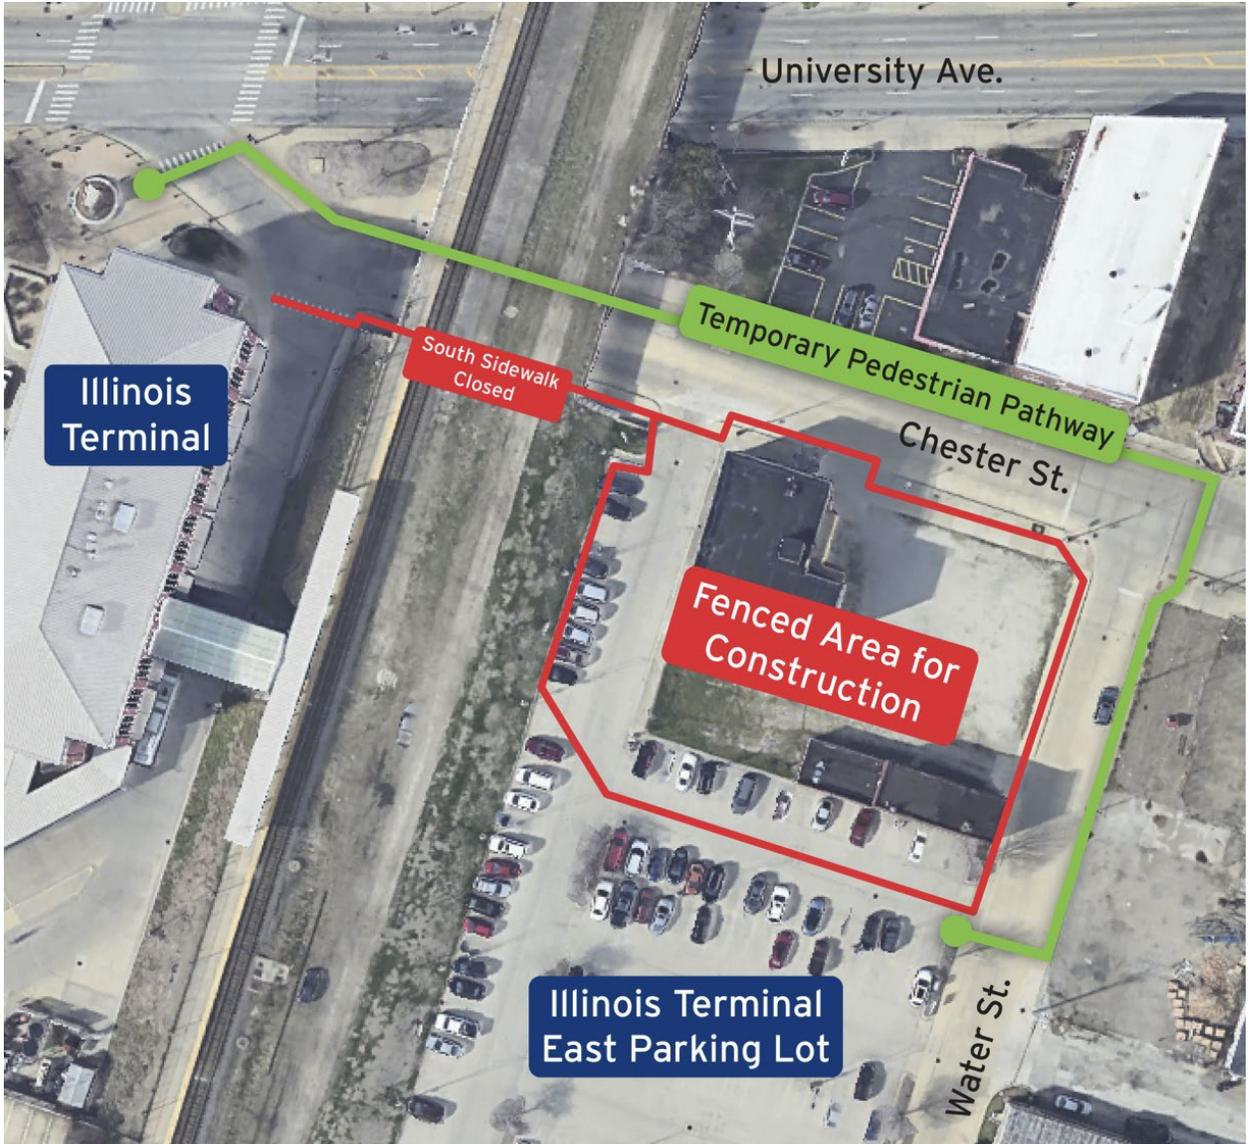 University Ave.
Temporary Pedestrian Pathway
South Sidewalk
Closed
Illinois
Terminal
Chester St.
Fenced Area for
Construction
Illinois Terminal
East Parking Lot
Water St.